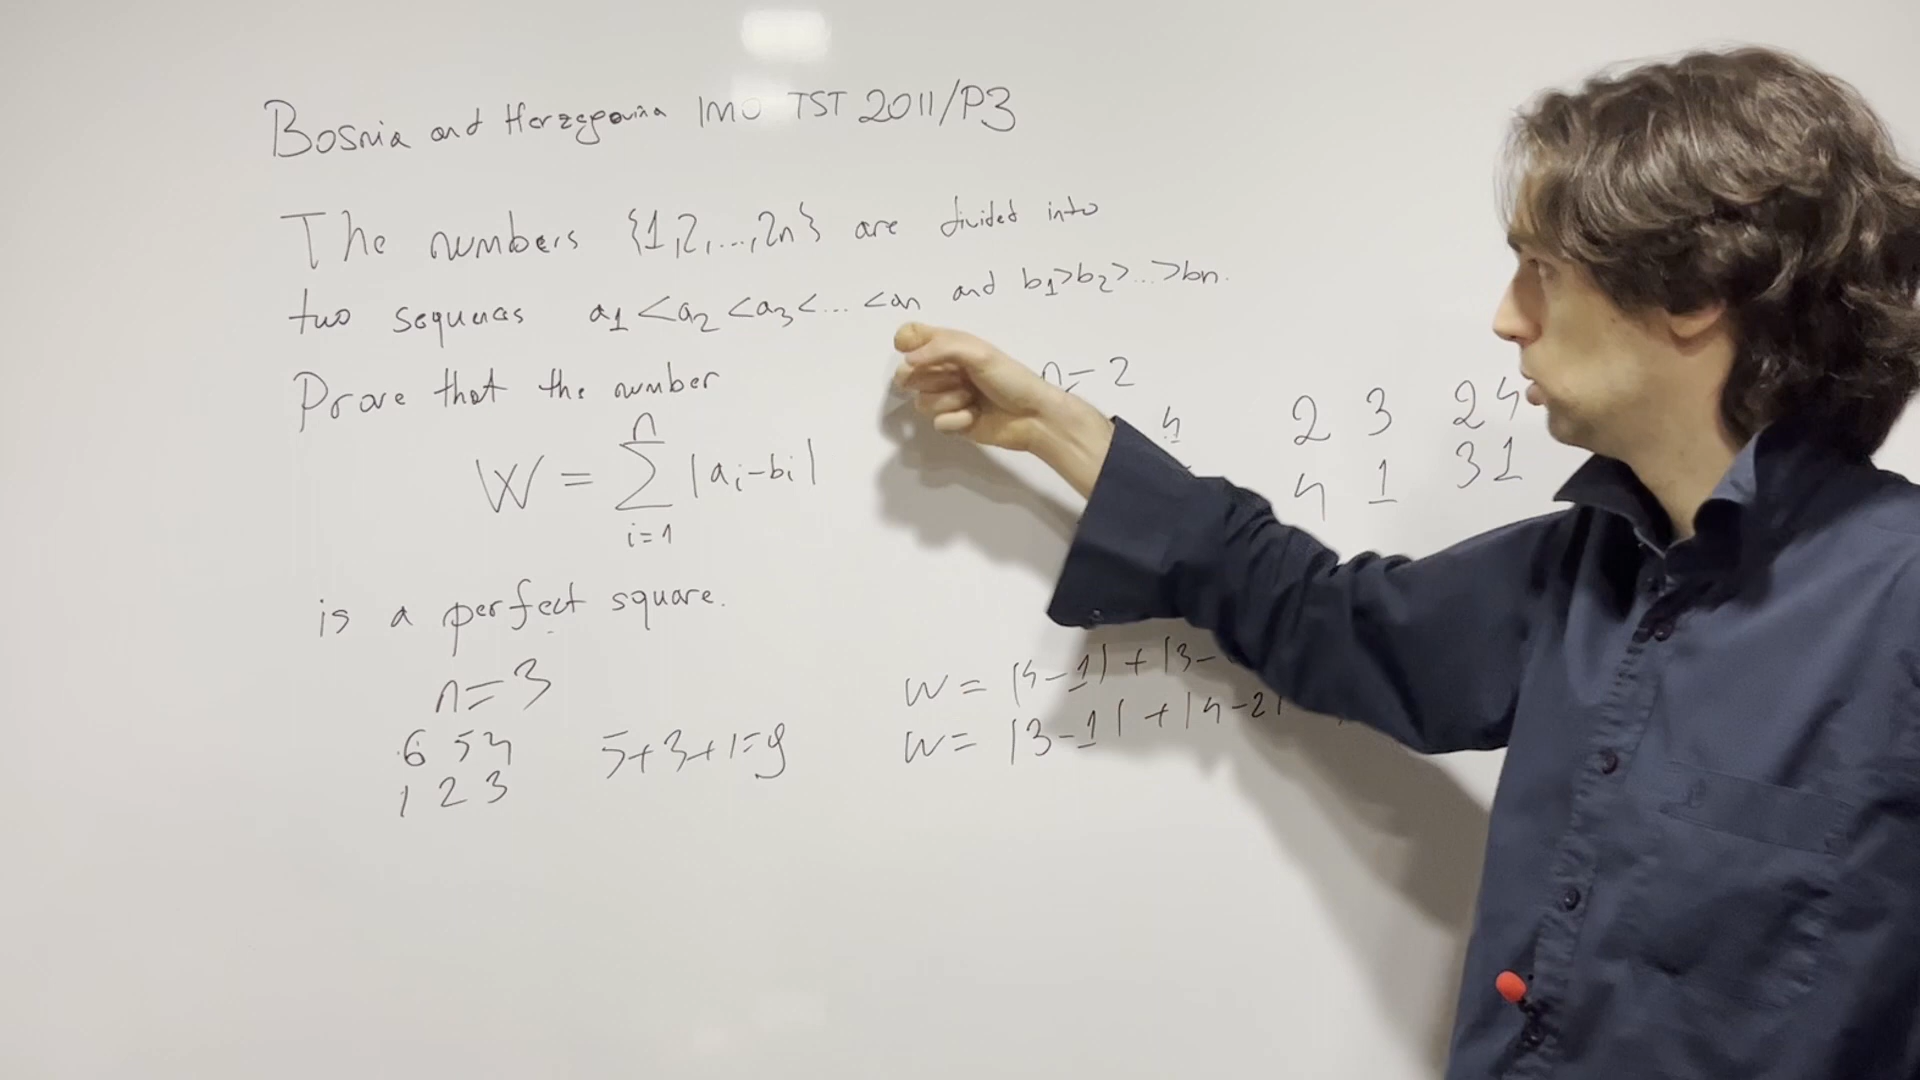 Bosnia and Herzegovina IMO TST 2011/P3
The numbers {1,2,...,2n} are divided into
two sequences a1<a2<a3<...<an and b1>b2>...>bn.
Prove that the number
W = n∑i=1 |ai-bi|
is a perfect square.
n=3
6 5 4
1 2 3
5+3+1=9
n=2
4
2 3
4 1
2 4
3 1
W = |4-1| + |3-
W = |3-1| + |4-2|